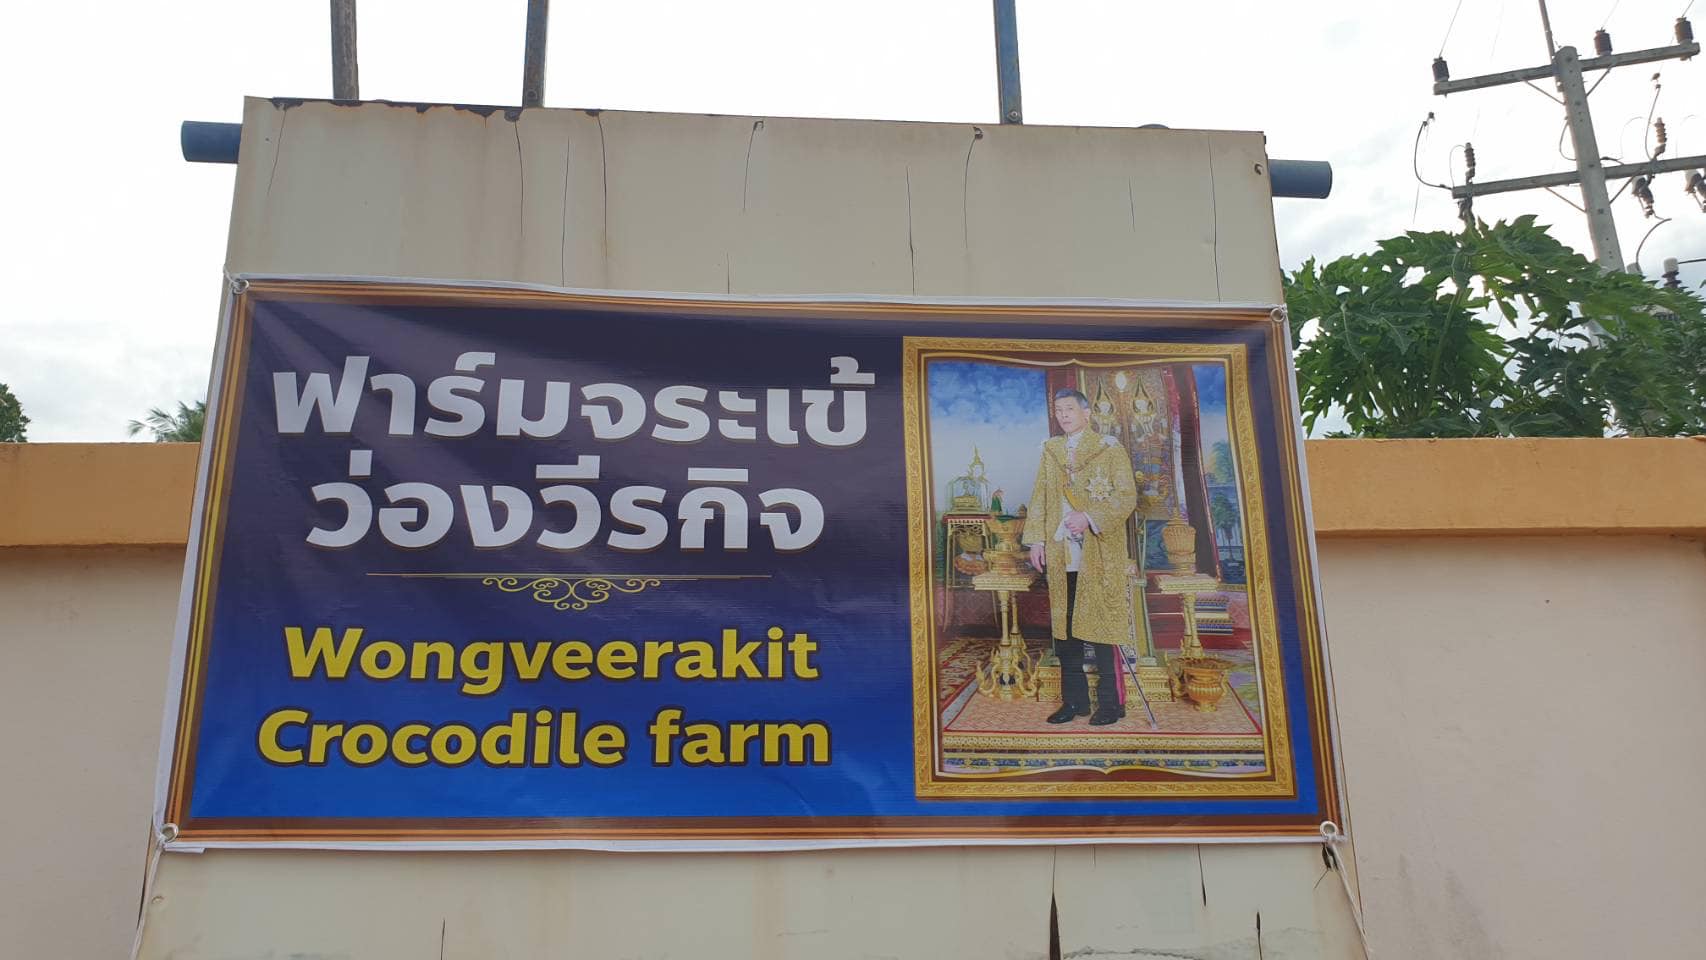 ฟาร์มจระเข้
ว่องวีรกิจ
Wongveerakit
Crocodile farm